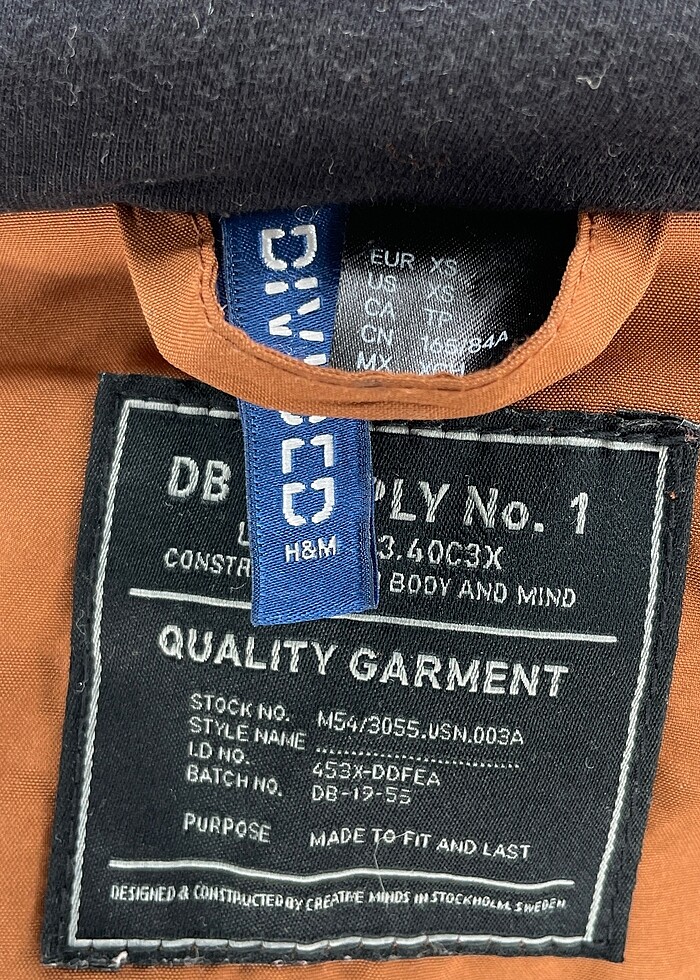 DIVIDED
H&M
EUR XS
US XS
CA TP
CN 165/84A
MX
DB No. 1
3.40C3X
BODY AND MIND
QUALITY GARMENT
STOCK NO. M54/3055.USN.003A
STYLE NAME ..............................
I.D NO. 453X-DDFEA
BATCH NO. DB-19-55
PURPOSE MADE TO FIT AND LAST
DESIGNED & CONSTRUCTED BY CREATIVE MINDS IN STOCKHOLM, SWEDEN